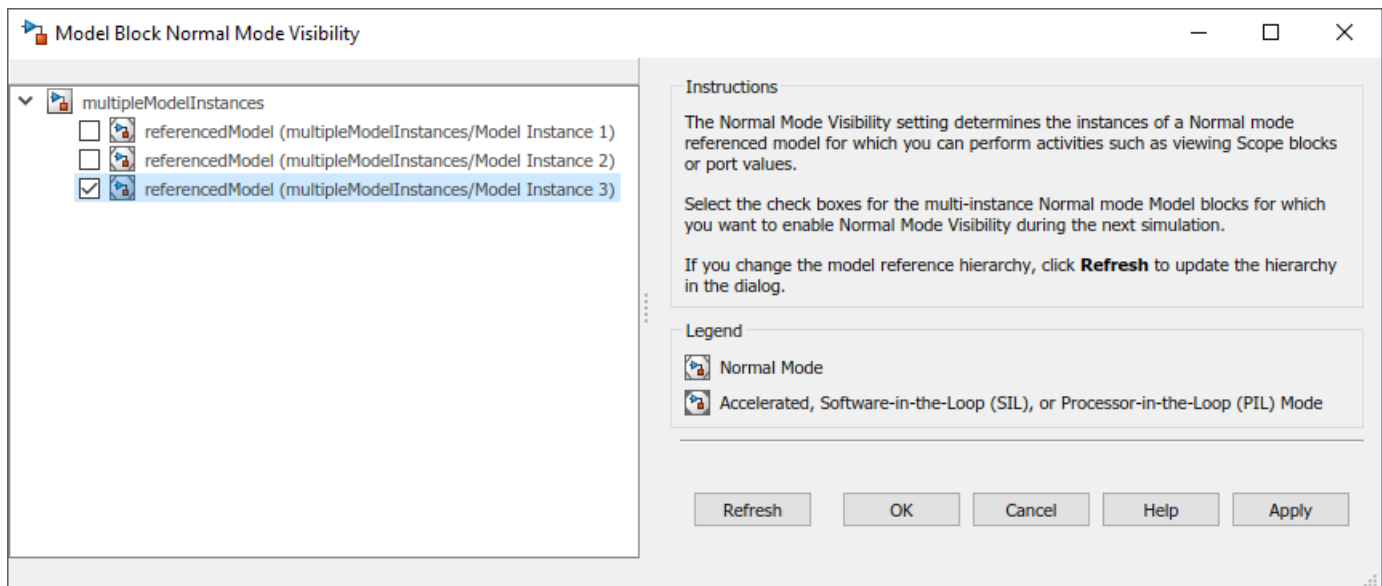 Model Block Normal Mode Visibility
multipleModelInstances
referencedModel (multipleModelInstances/Model Instance 1)
referencedModel (multipleModelInstances/Model Instance 2)
referencedModel (multipleModelInstances/Model Instance 3)
Instructions
The Normal Mode Visibility setting determines the instances of a Normal mode
referenced model for which you can perform activities such as viewing Scope blocks
or port values.
Select the check boxes for the multi-instance Normal mode Model blocks for which
you want to enable Normal Mode Visibility during the next simulation.
If you change the model reference hierarchy, click Refresh to update the hierarchy
in the dialog.
Legend
Normal Mode
Accelerated, Software-in-the-Loop (SIL), or Processor-in-the-Loop (PIL) Mode
Refresh OK Cancel Help Apply